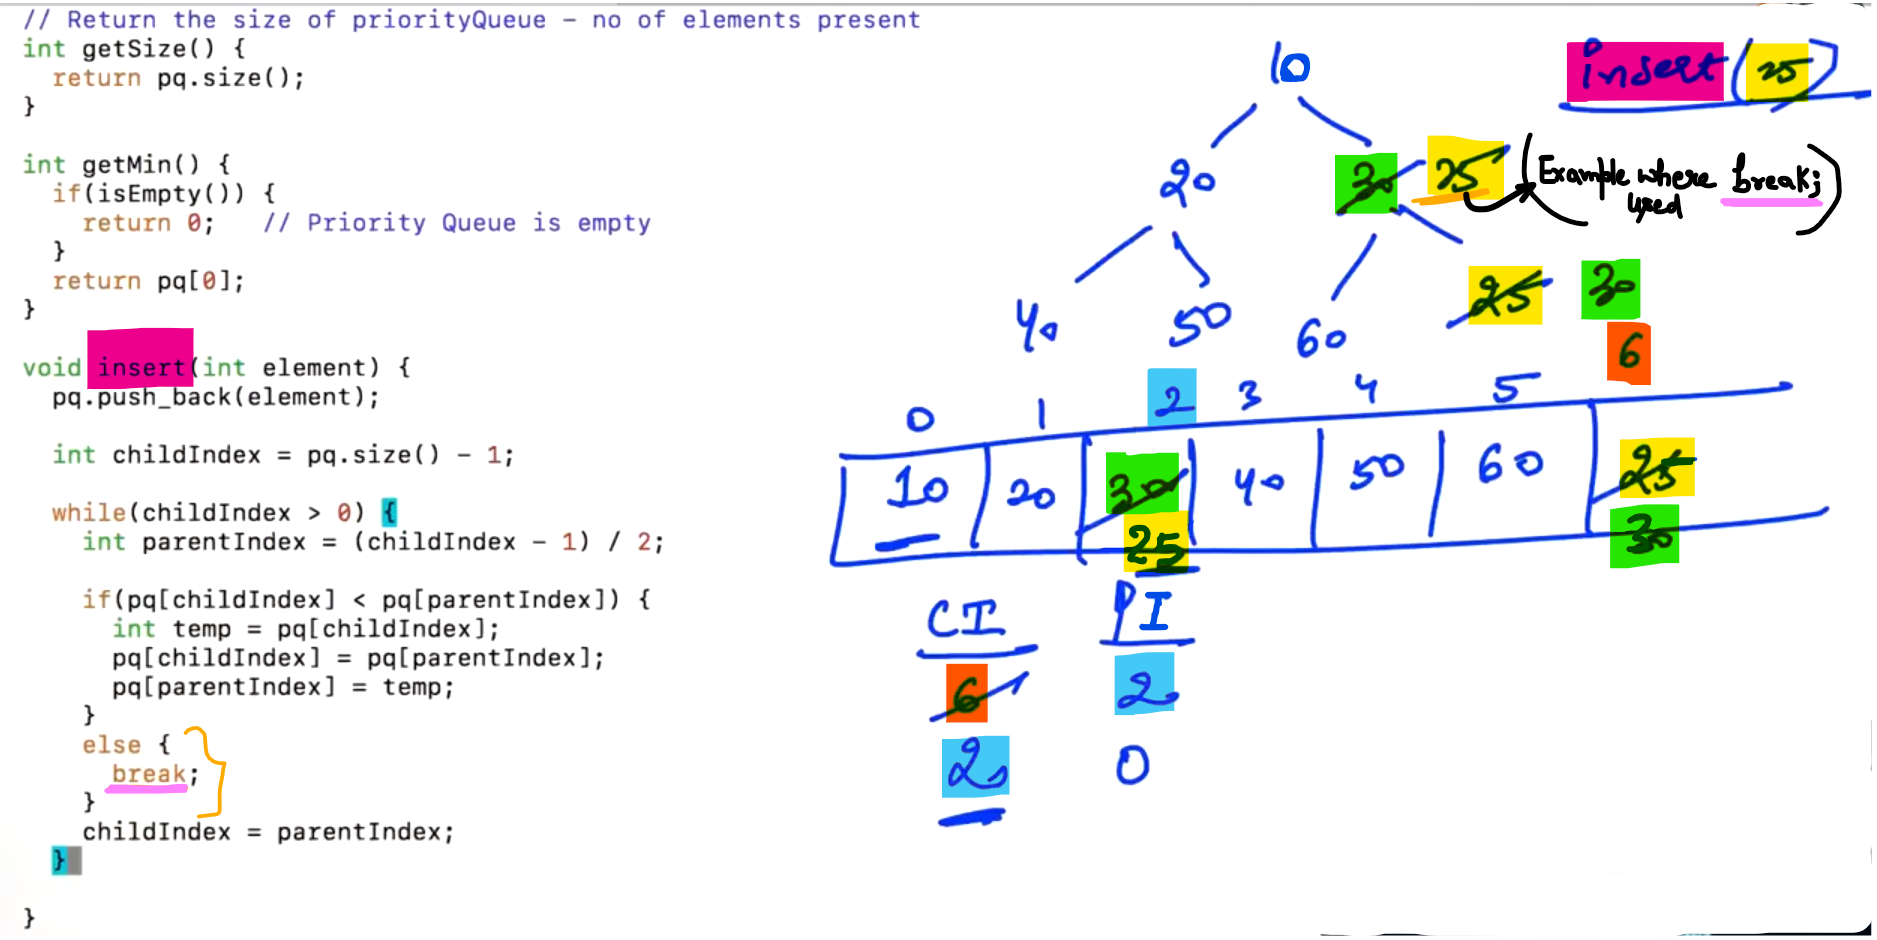 // Return the size of priorityQueue - no of elements present
int getSize() {
return pq.size();
}
int getMin() {
if(isEmpty()) {
return 0; // Priority Queue is empty
}
return pq[0];
}
void insert(int element) {
pq.push_back(element);
int childIndex = pq.size() - 1;
while(childIndex > 0) {
int parentIndex = (childIndex - 1) / 2;
if(pq[childIndex] < pq[parentIndex]) {
int temp = pq[childIndex];
pq[childIndex] = pq[parentIndex];
pq[parentIndex] = temp;
}
else {
break;
}
childIndex = parentIndex;
}
}
insert(25)
10
20 30 25 (Example where break; used)
40 50 60 25 30
6
0 1 2 3 4 5
10 20 30 40 50 60 25
25 30
CI PI
6 2
2 0